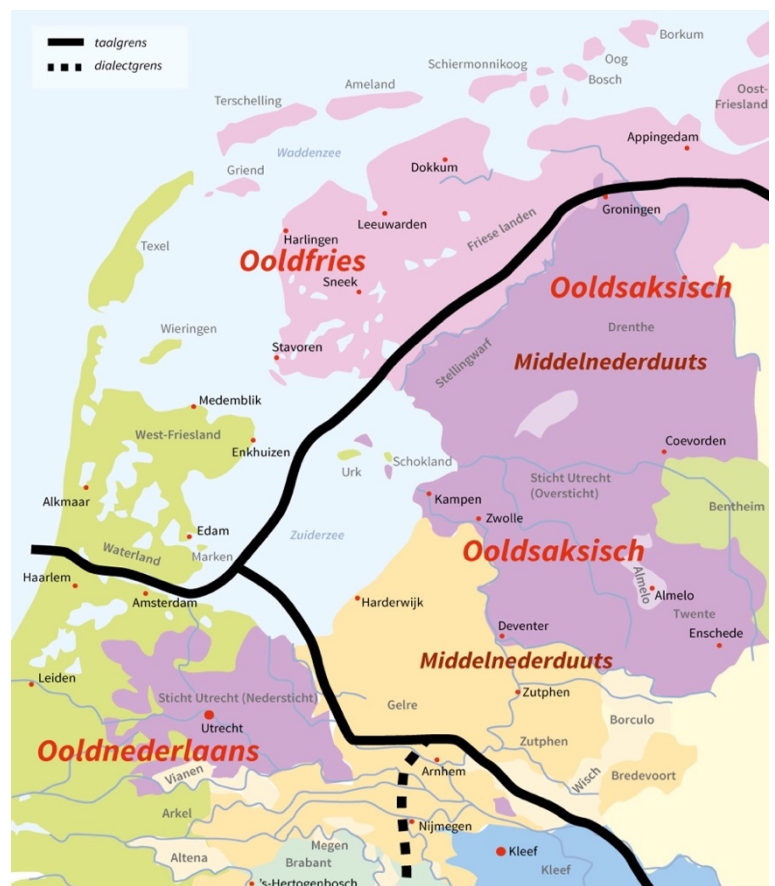 taalgrens
dialectgrens
Borkum
Oog
Schiermonnikoog
Bosch
Ameland
Oost-
Friesland
Terschelling
Appingedam
Waddenzee
Dokkum
Griend
Groningen
Leeuwarden
Friese landen
Harlingen
Texel
Ooldfries
Sneek
Ooldsaksisch
Wieringen
Drenthe
Stavoren
Stellingwarf
Middelnederduuts
Medemblik
West-Friesland
Enkhuizen
Coevorden
Urk
Schokland
Sticht Utrecht
(Oversticht)
Alkmaar
Kampen
Bentheim
Zwolle
Edam
Zuiderzee
Waterland
Marken
Ooldsaksisch
Haarlem
Amsterdam
Harderwijk
Almelo
Almelo
Twente
Deventer
Enschede
Middelnederduuts
Leiden
Sticht Utrecht (Nedersticht)
Gelre
Zutphen
Utrecht
Borculo
Ooldnederlaans
Zutphen
Vianen
Arnhem
Wisch
Bredevoort
Arkel
Nijmegen
Megen
Altena
Brabant
Kleef
Kleef
's-Hertogenbosch